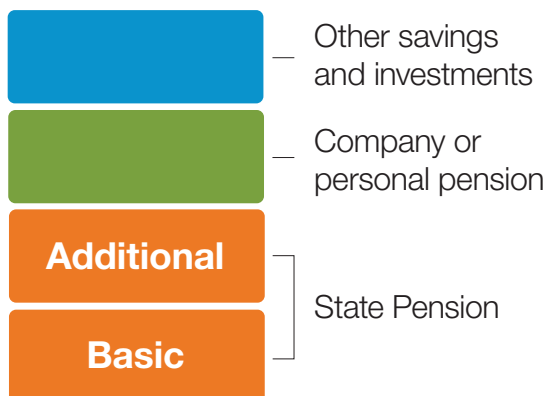 Other savings
and investments
Company or
personal pension
Additional
State Pension
Basic